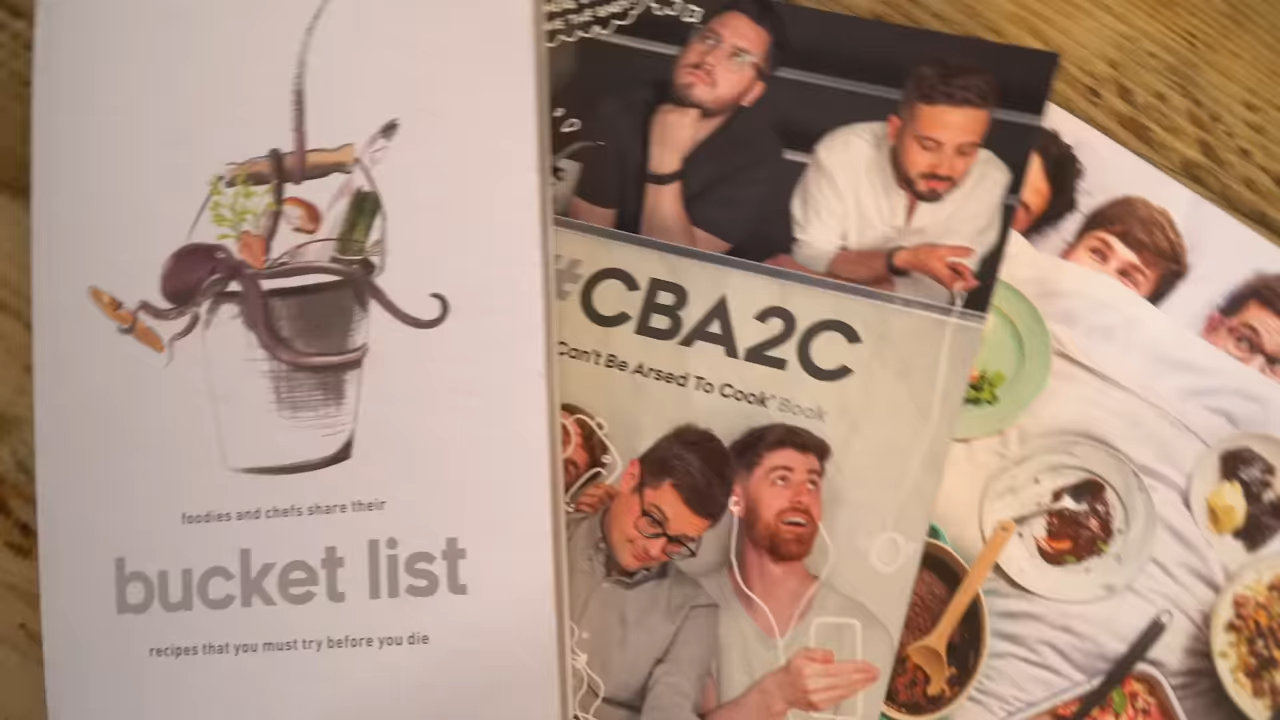 foodies and chefs share their
bucket list
recipes that you must try before you die
#CBA2C
Can't Be Arsed To Cook' Book